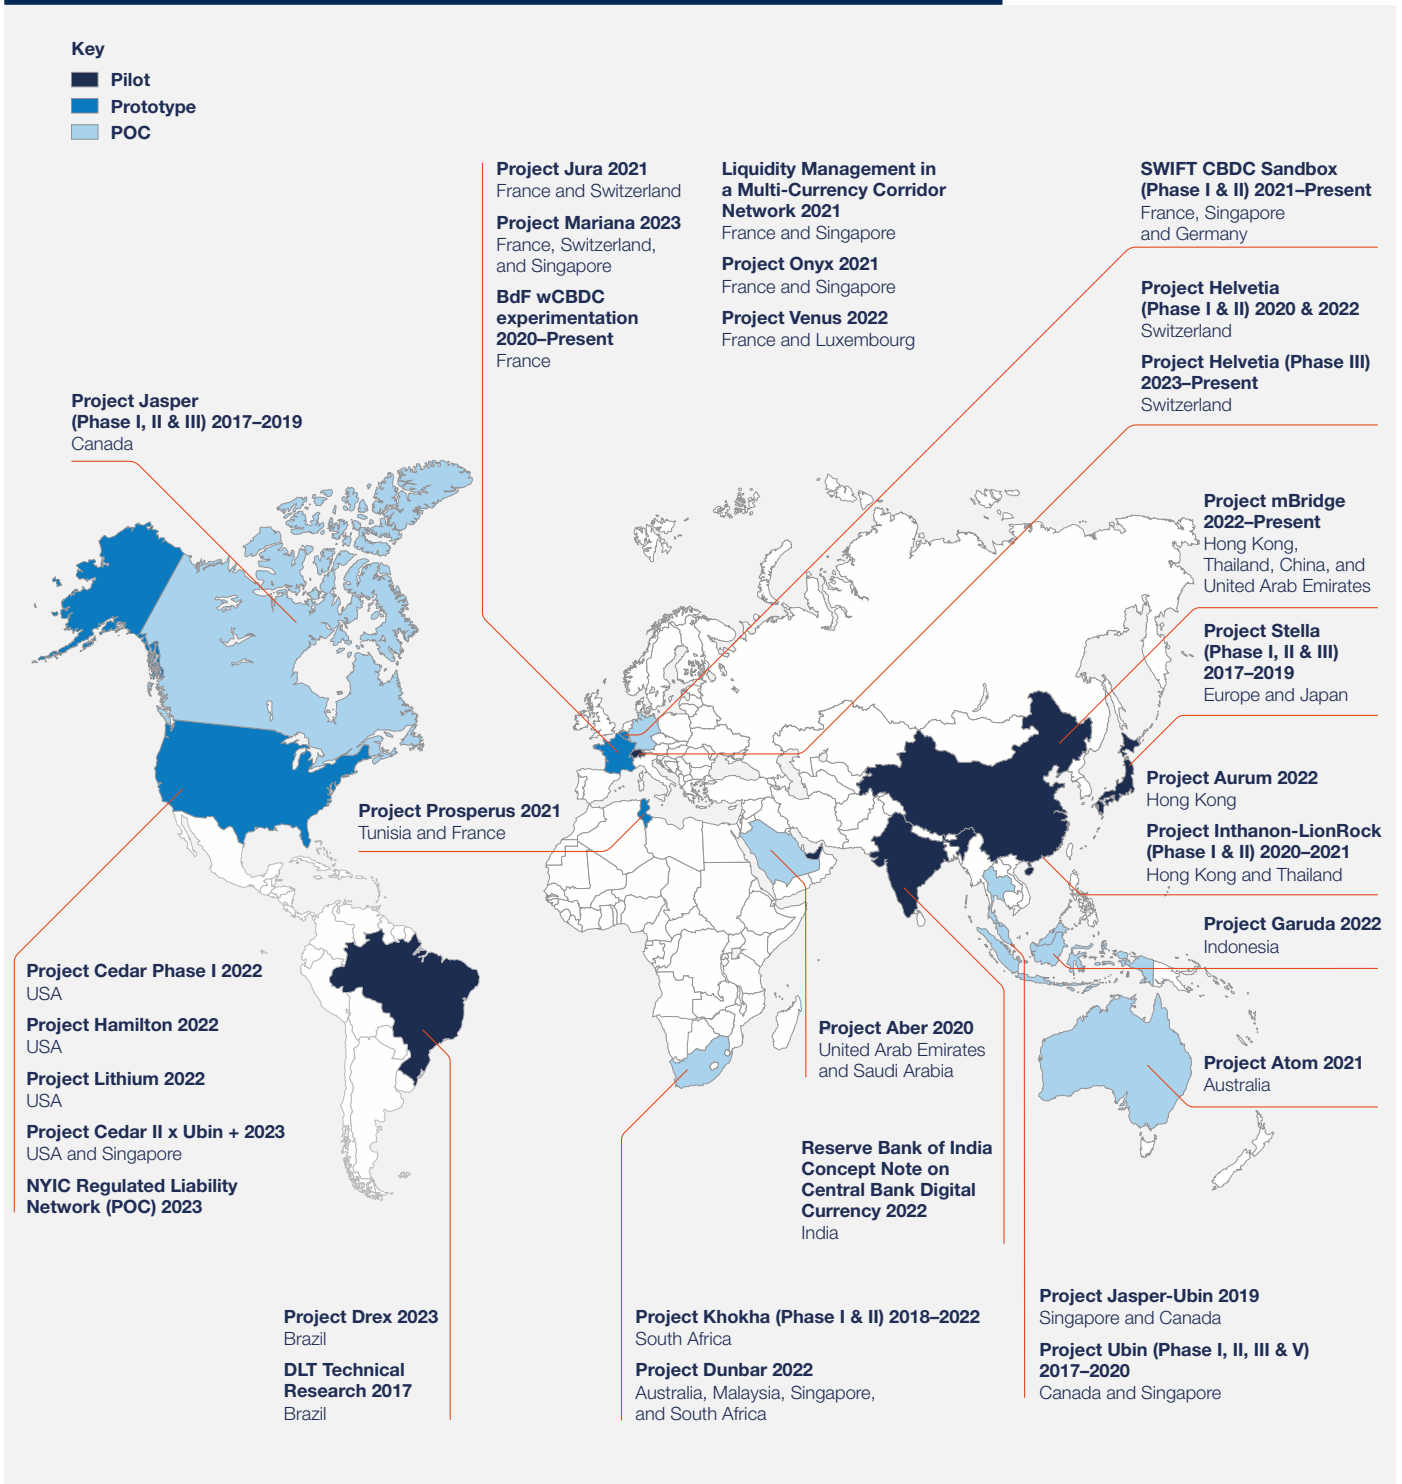 Key
Pilot
Prototype
POC
Project Jura 2021
France and Switzerland
Project Mariana 2023
France, Switzerland,
and Singapore
BdF wCBDC
experimentation
2020–Present
France
Liquidity Management in
a Multi-Currency Corridor
Network 2021
France and Singapore
Project Onyx 2021
France and Singapore
Project Venus 2022
France and Luxembourg
SWIFT CBDC Sandbox
(Phase I & II) 2021–Present
France, Singapore
and Germany
Project Helvetia
(Phase I & II) 2020 & 2022
Switzerland
Project Helvetia (Phase III)
2023–Present
Switzerland
Project Jasper
(Phase I, II & III) 2017–2019
Canada
Project mBridge
2022–Present
Hong Kong,
Thailand, China, and
United Arab Emirates
Project Stella
(Phase I, II & III)
2017–2019
Europe and Japan
Project Aurum 2022
Hong Kong
Project Inthanon-LionRock
(Phase I & II) 2020–2021
Hong Kong and Thailand
Project Prosperus 2021
Tunisia and France
Project Garuda 2022
Indonesia
Project Cedar Phase I 2022
USA
Project Hamilton 2022
USA
Project Lithium 2022
USA
Project Cedar II x Ubin + 2023
USA and Singapore
NYIC Regulated Liability
Network (POC) 2023
Project Aber 2020
United Arab Emirates
and Saudi Arabia
Project Atom 2021
Australia
Reserve Bank of India
Concept Note on
Central Bank Digital
Currency 2022
India
Project Drex 2023
Brazil
DLT Technical
Research 2017
Brazil
Project Khokha (Phase I & II) 2018–2022
South Africa
Project Dunbar 2022
Australia, Malaysia, Singapore,
and South Africa
Project Jasper-Ubin 2019
Singapore and Canada
Project Ubin (Phase I, II, III & V)
2017–2020
Canada and Singapore